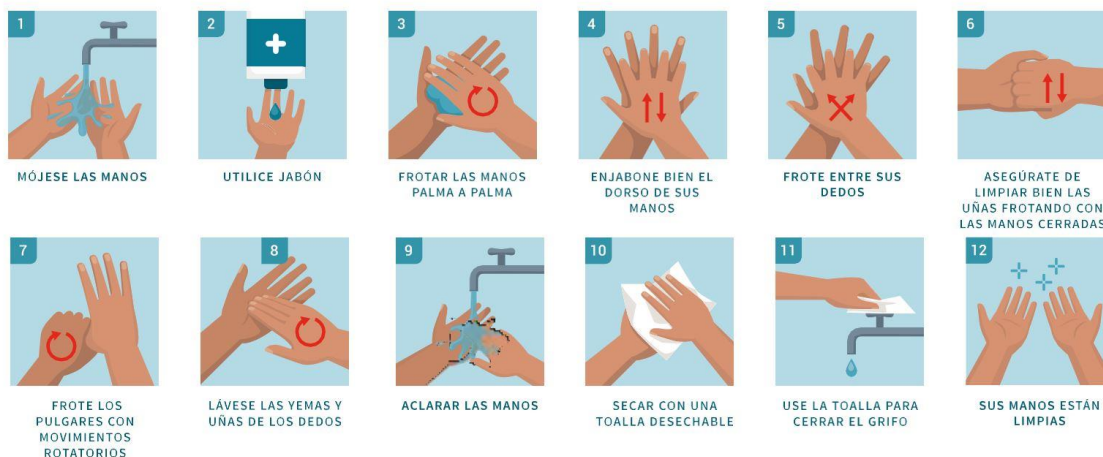 1
MÓJESE LAS MANOS
2
UTILICE JABÓN
3
FROTAR LAS MANOS
PALMA A PALMA
4
ENJABONE BIEN EL
DORSO DE SUS
MANOS
5
FROTE ENTRE SUS
DEDOS
6
ASEGÚRATE DE
LIMPIAR BIEN LAS
UÑAS FROTANDO CON
LAS MANOS CERRADAS
7
FROTE LOS
PULGARES CON
MOVIMIENTOS
ROTATORIOS
8
LÁVESE LAS YEMAS Y
UÑAS DE LOS DEDOS
9
ACLARAR LAS MANOS
10
SECAR CON UNA
TOALLA DESECHABLE
11
USE LA TOALLA PARA
CERRAR EL GRIFO
12
SUS MANOS ESTÁN
LIMPIAS